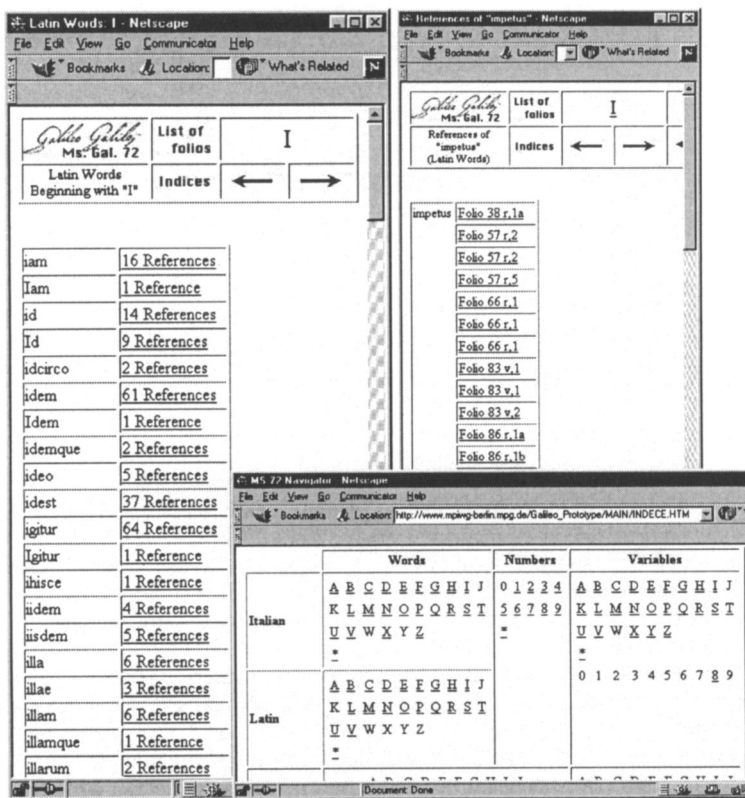 Latin Words: I - Netscape
File Edit View Go Communicator Help
Bookmarks Location: What's Related N
Galileo Galilei
Ms. Gal. 72
List of folios
I
Latin Words
Beginning with "I"
Indices
iam 16 References
Iam 1 Reference
id 14 References
Id 9 References
idcirco 2 References
idem 61 References
Idem 1 Reference
idemque 2 References
ideo 5 References
idest 37 References
igitur 64 References
Igitur 1 Reference
ihisce 1 Reference
iidem 4 References
iisdem 5 References
illa 6 References
illae 3 References
illam 6 References
illamque 1 Reference
illarum 2 References
References of "impetus" - Netscape
File Edit View Go Communicator Help
Bookmarks Location: What's Related N
Galileo Galilei
Ms. Gal. 72
List of folios
I
References of
"impetus"
(Latin Words)
Indices
impetus Folio 38 r,1a
Folio 57 r,2
Folio 57 r,2
Folio 57 r,5
Folio 66 r,1
Folio 66 r,1
Folio 66 r,1
Folio 83 v,1
Folio 83 v,1
Folio 83 v,2
Folio 86 r,1a
Folio 86 r,1b
MS 72 Navigator - Netscape
File Edit View Go Communicator Help
Bookmarks Location: http://www.mpiwg-berlin.mpg.de/Galileo_Prototype/MAIN/INDECE.HTM
Words Numbers Variables
Italian
A B C D E F G H I J
K L M N O P Q R S T
U V W X Y Z
*
0 1 2 3 4
5 6 7 8 9
*
A B C D E F G H I J
K L M N O P Q R S T
U V W X Y Z
*
0 1 2 3 4 5 6 7 8 9
Latin
A B C D E F G H I J
K L M N O P Q R S T
U V W X Y Z
*
Document Done